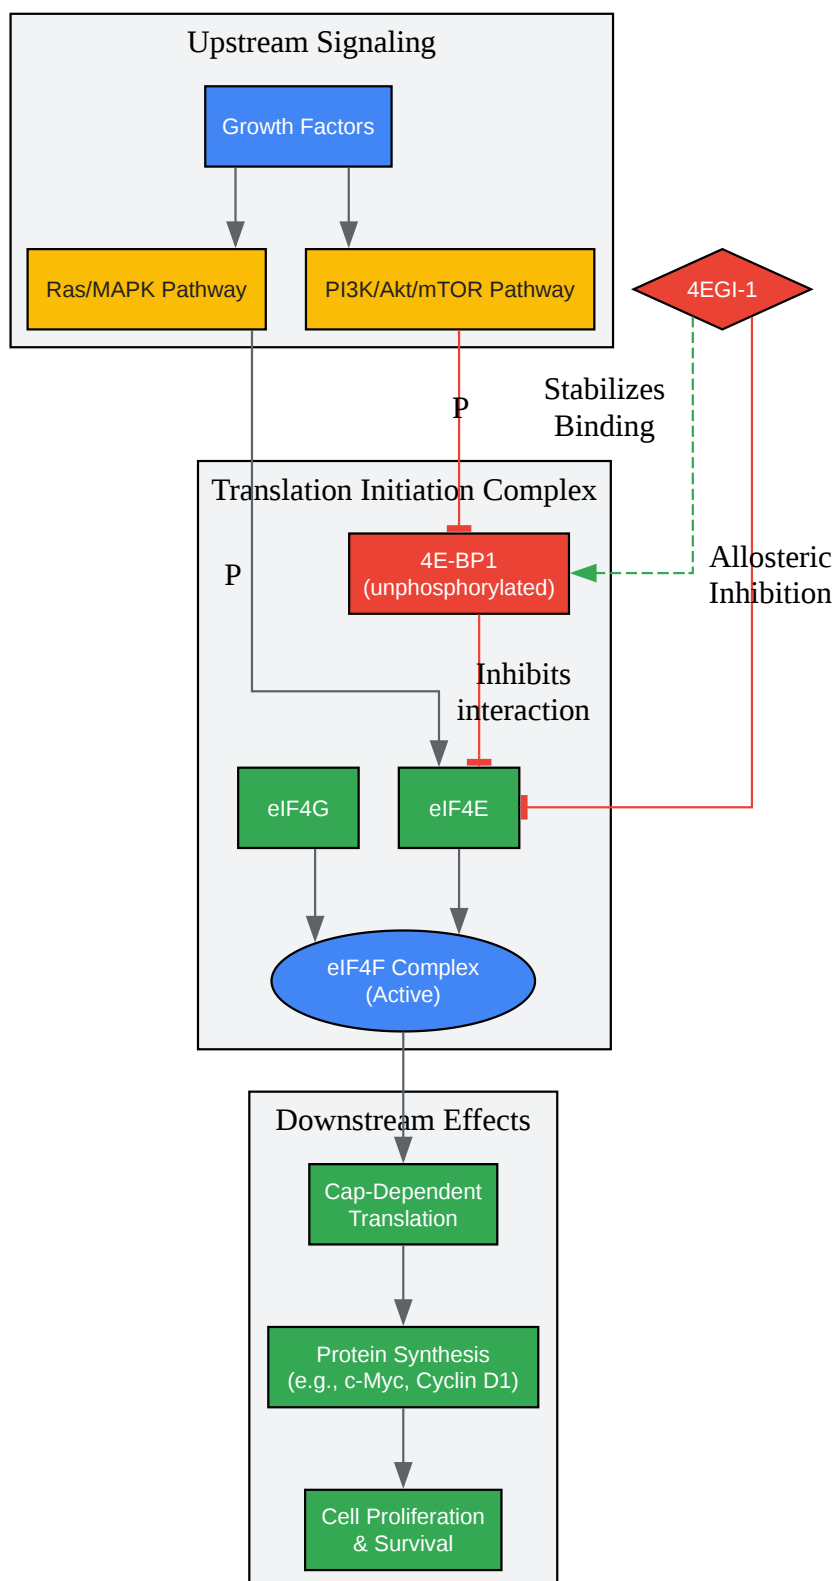 Upstream Signaling
Growth Factors
Ras/MAPK Pathway
PI3K/Akt/mTOR Pathway
4EGI-1
P
Stabilizes
Binding
Translation Initiation Complex
4E-BP1
(unphosphorylated)
P
Allosteric
Inhibition
Inhibits
interaction
eIF4G
eIF4E
eIF4F Complex
(Active)
Downstream Effects
Cap-Dependent
Translation
Protein Synthesis
(e.g., c-Myc, Cyclin D1)
Cell Proliferation
& Survival